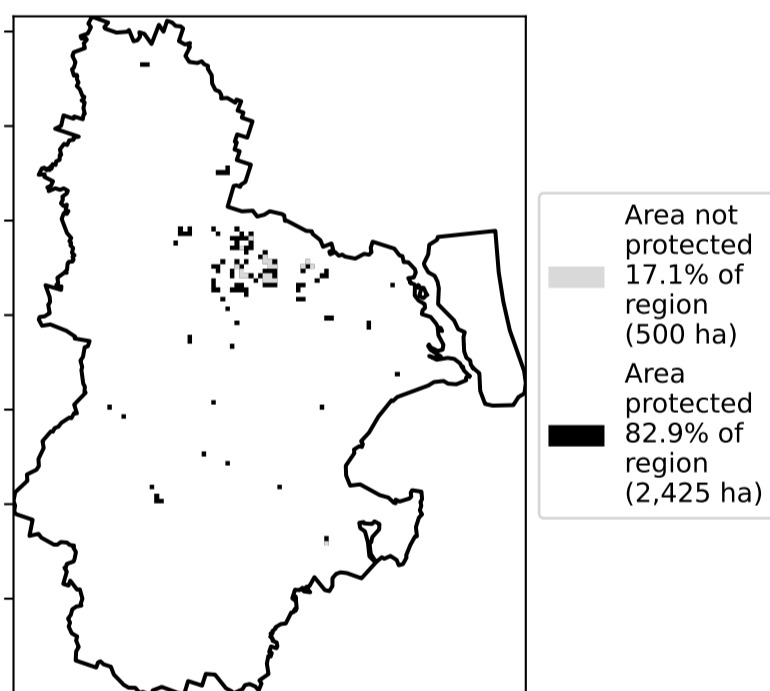 Area not
protected
17.1% of
region
(500 ha)
Area
protected
82.9% of
region
(2,425 ha)